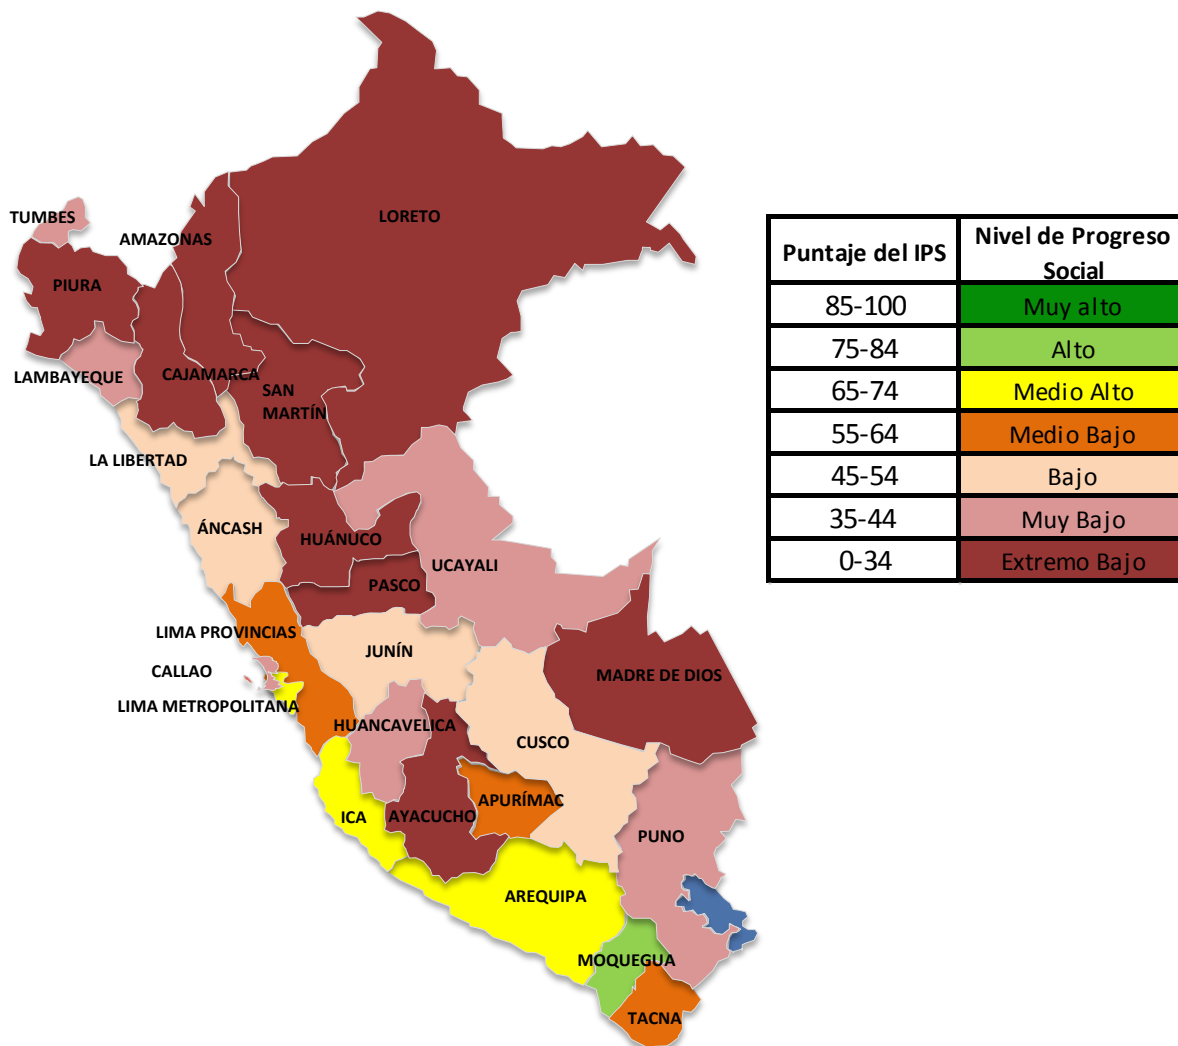 TUMBES
AMAZONAS
LORETO
PIURA
LAMBAYEQUE
CAJAMARCA
SAN
MARTÍN
LA LIBERTAD
ÁNCASH
HUÁNUCO
UCAYALI
PASCO
LIMA PROVINCIAS
JUNÍN
CALLAO
MADRE DE DIOS
LIMA METROPOLITANA
HUANCAVELICA
CUSCO
APURÍMAC
ICA
AYACUCHO
PUNO
AREQUIPA
MOQUEGUA
TACNA
Puntaje del IPS
Nivel de Progreso
Social
85-100 Muy alto
75-84 Alto
65-74 Medio Alto
55-64 Medio Bajo
45-54 Bajo
35-44 Muy Bajo
0-34 Extremo Bajo